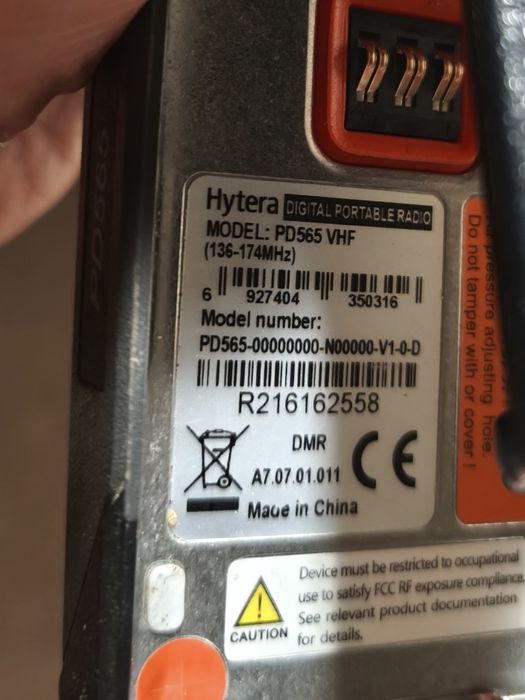 PD565
Hytera DIGITAL PORTABLE RADIO
MODEL: PD565 VHF
(136-174MHz)
6 927404 350316
Model number:
PD565-00000000-N00000-V1-0-D
R216162558
DMR
A7.07.01.011
CE
Made in China
pressure adjusting hole.
Do not tamper with or cover !
CAUTION
Device must be restricted to occupational
use to satisfy FCC RF exposure compliance.
See relevant product documentation
for details.